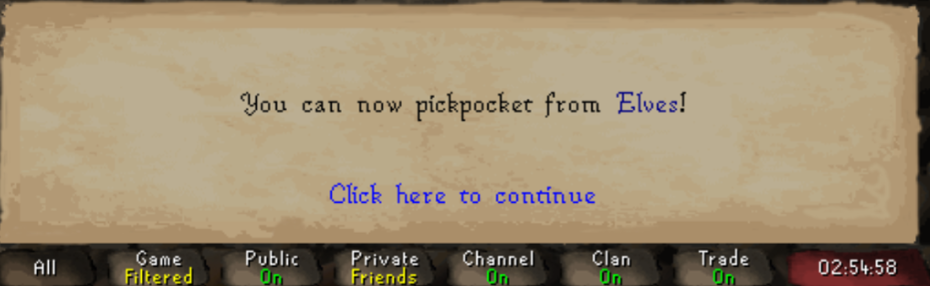 You can now pickpocket from Elves!
Click here to continue
All
Game
Filtered
Public
On
Private
Friends
Channel
On
Clan
On
Trade
On
02:54:58